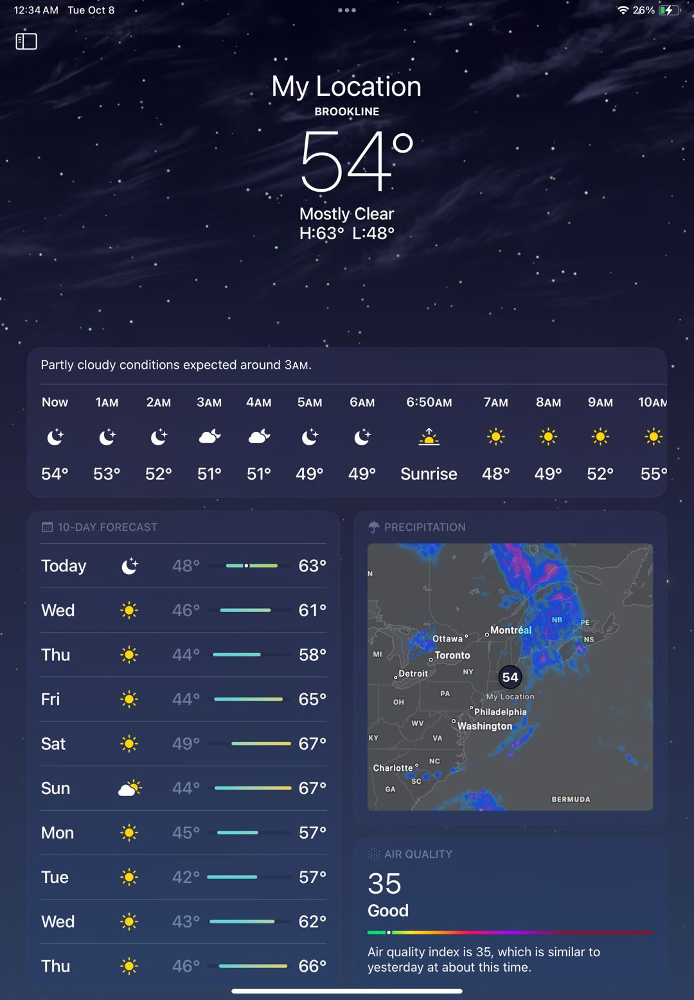 12:34 AM Tue Oct 8
26%
My Location
BROOKLINE
54°
Mostly Clear
H:63° L:48°
Partly cloudy conditions expected around 3AM.
Now 1AM 2AM 3AM 4AM 5AM 6AM 6:50AM 7AM 8AM 9AM 10AM
54° 53° 52° 51° 51° 49° 49° Sunrise 48° 49° 52° 55°
10-DAY FORECAST
Today 48° 63°
Wed 46° 61°
Thu 44° 58°
Fri 44° 65°
Sat 49° 67°
Sun 44° 67°
Mon 45° 57°
Tue 42° 57°
Wed 43° 62°
Thu 46° 66°
PRECIPITATION
N
NB PE
Montréal
Ottawa
NS
MI
Toronto
NY
Detroit
54
My Location
PA
OH
Philadelphia
WV
Washington
KY
VA
NC
Charlotte
SC
GA
BERMUDA
AIR QUALITY
35
Good
Air quality index is 35, which is similar to
yesterday at about this time.